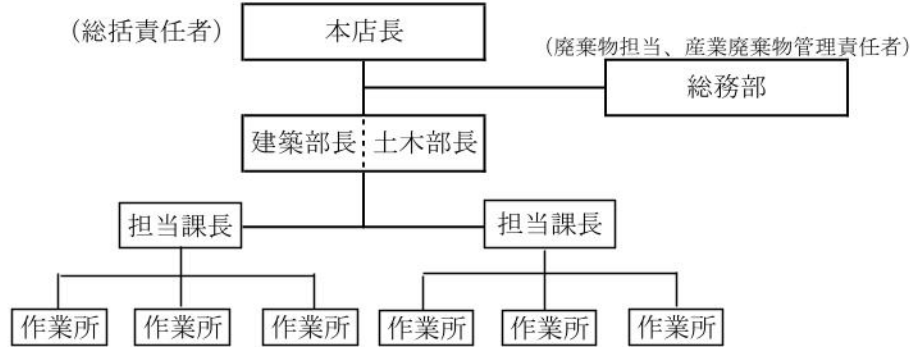 (総括責任者)
本店長
(廃棄物担当、産業廃棄物管理責任者)
総務部
建築部長 土木部長
担当課長 担当課長
作業所 作業所 作業所 作業所 作業所 作業所